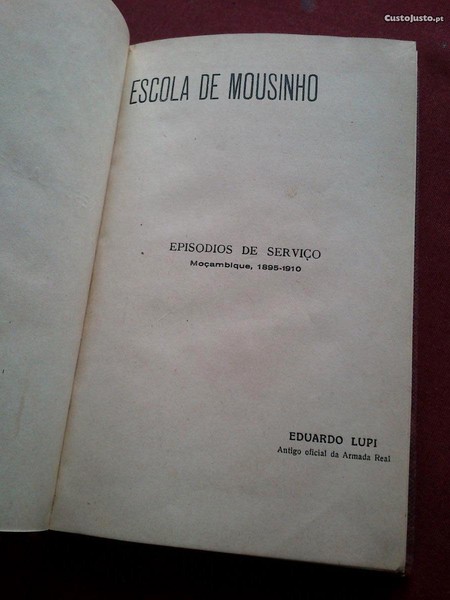 CustoJusto.pt
ESCOLA DE MOUSINHO
EPISODIOS DE SERVIÇO
Moçambique, 1895-1910
EDUARDO LUPI
Antigo oficial da Armada Real